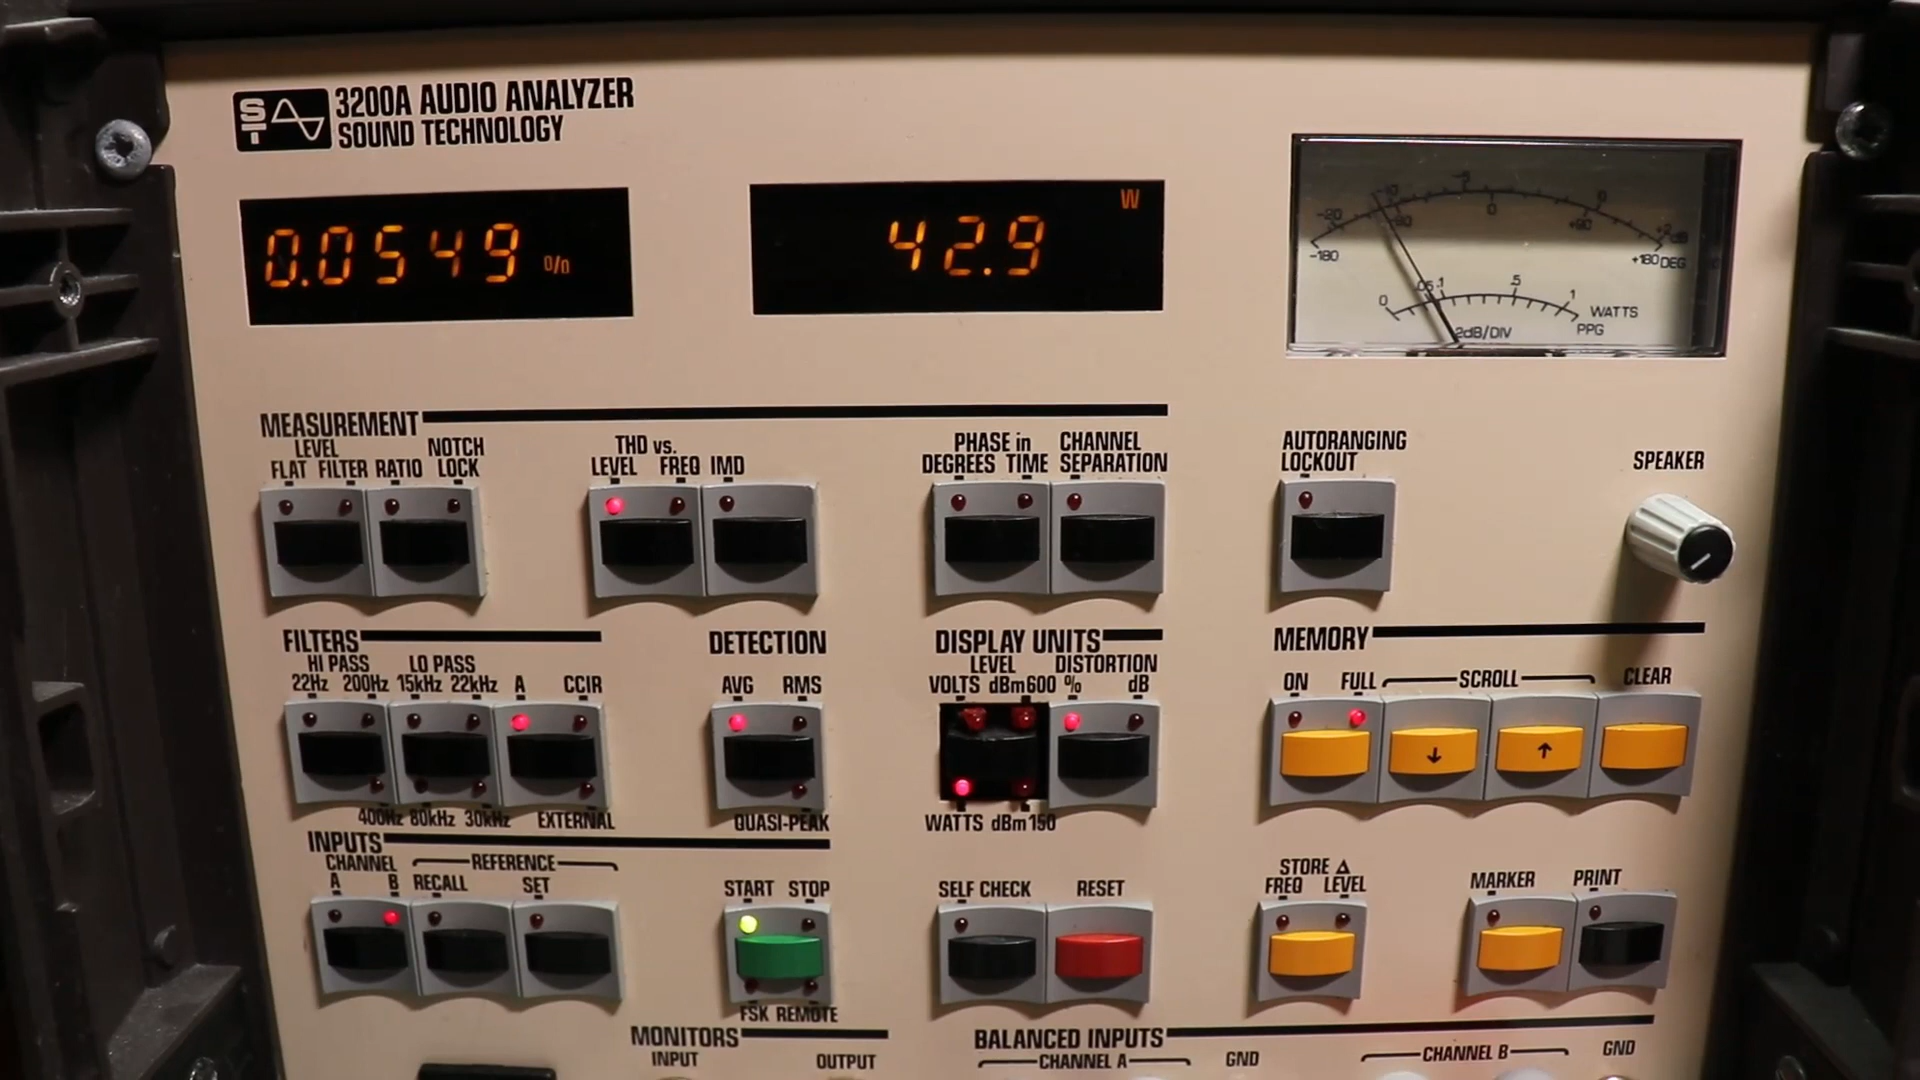 ST 3200A AUDIO ANALYZER
SOUND TECHNOLOGY
0.0549 %
42.9 W
-20 -10 -5 0 +2 dB
-180 -90 0 +90 +180 DEG
0 .05 .1 .5 1 WATTS
2dB/DIV PPG
MEASUREMENT
LEVEL NOTCH
FLAT FILTER RATIO LOCK
THD vs.
LEVEL FREQ IMD
PHASE in CHANNEL
DEGREES TIME SEPARATION
AUTORANGING
LOCKOUT
SPEAKER
FILTERS
HI PASS LO PASS
22Hz 200Hz 15kHz 22kHz A CCIR
400Hz 80kHz 30kHz EXTERNAL
DETECTION
AVG RMS
QUASI-PEAK
DISPLAY UNITS
LEVEL DISTORTION
VOLTS dBm600 % dB
WATTS dBm150
MEMORY
ON FULL SCROLL CLEAR
↓ ↑
INPUTS
CHANNEL REFERENCE
A B RECALL SET
START STOP
FSK REMOTE
SELF CHECK RESET
STORE Δ
FREQ LEVEL
MARKER PRINT
MONITORS
INPUT OUTPUT
BALANCED INPUTS
CHANNEL A GND CHANNEL B GND